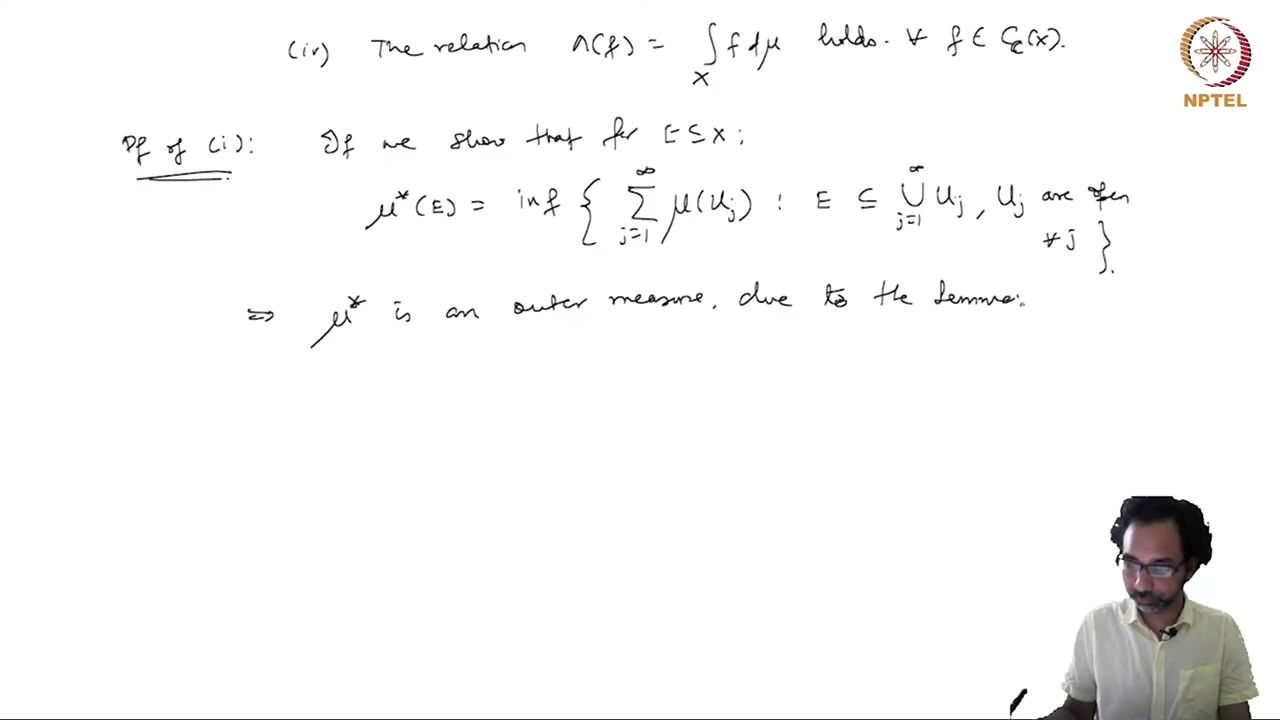 (iv) The relation Λ(f) = ∫_X f dμ holds. ∀ f ∈ C_c(X).
NPTEL
Pf of (i): If we show that for E ⊆ X;
μ*(E) = inf { ∑_{j=1}^∞ μ(U_j) : E ⊆ ⋃_{j=1}^∞ U_j, U_j are open
∀ j }.
⇒ μ* is an outer measure, due to the lemma: